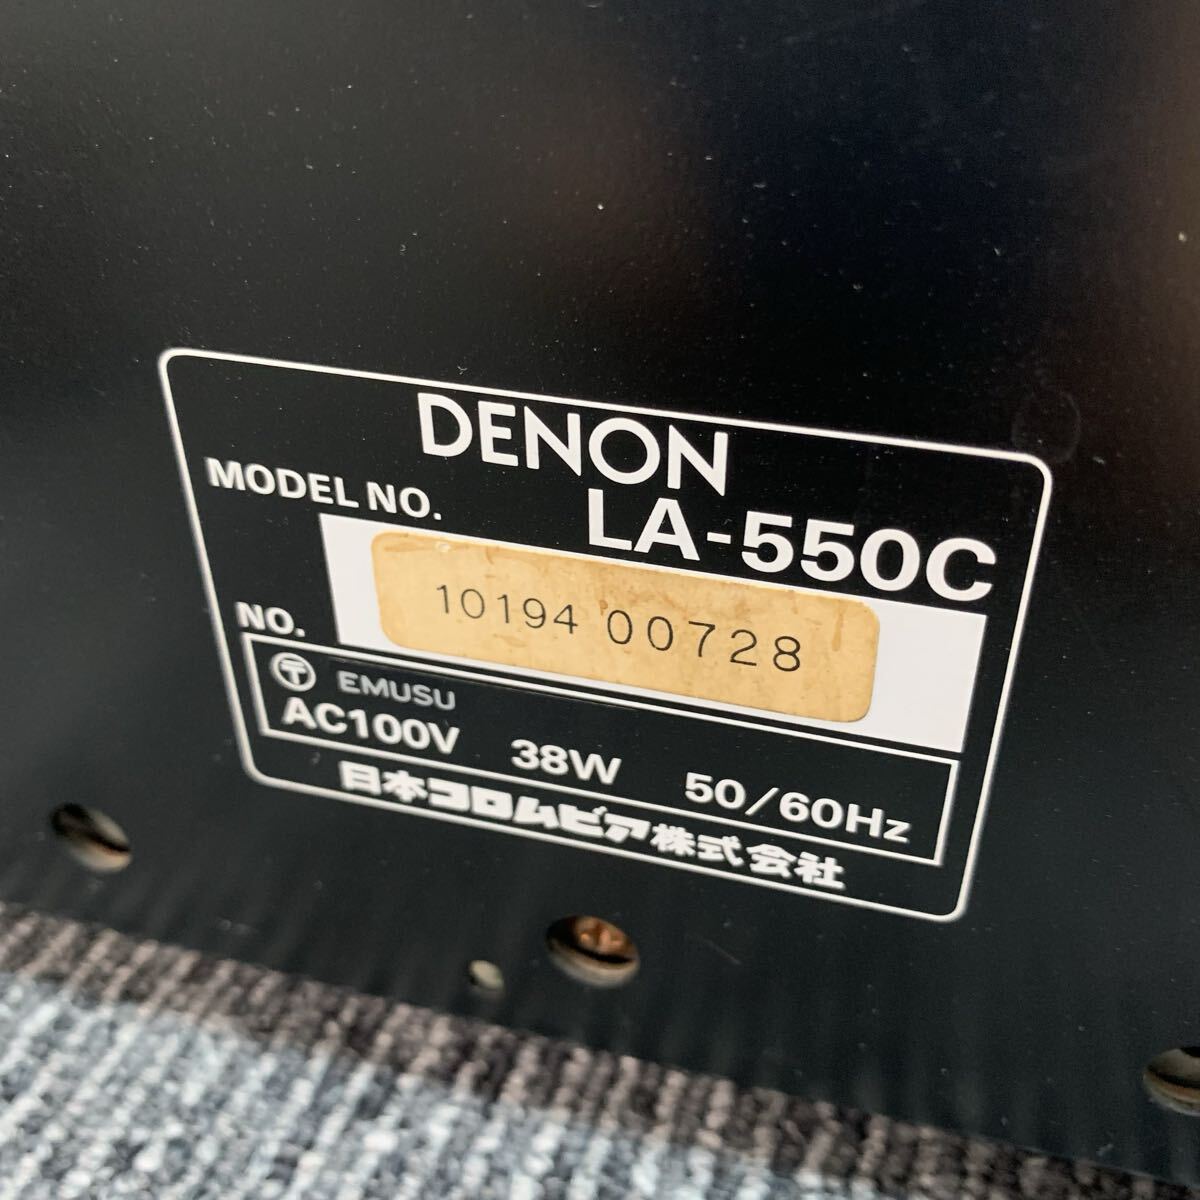 DENON
MODEL NO. LA-550C
NO. 10194 00728
〒 EMUSU
AC100V 38W 50/60Hz
日本コロムビア株式会社